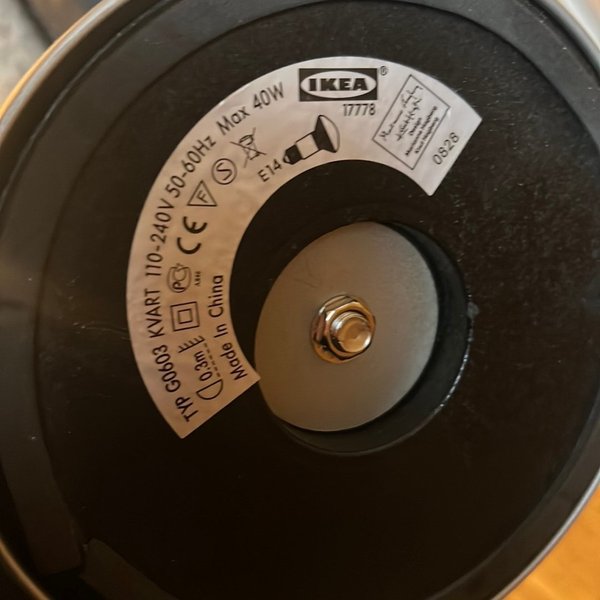 TYP G0603 KVART 110-240V 50-60Hz Max 40W
IKEA®
17778
E14
F
S
CE
0.3m
Made In China
Design
0828